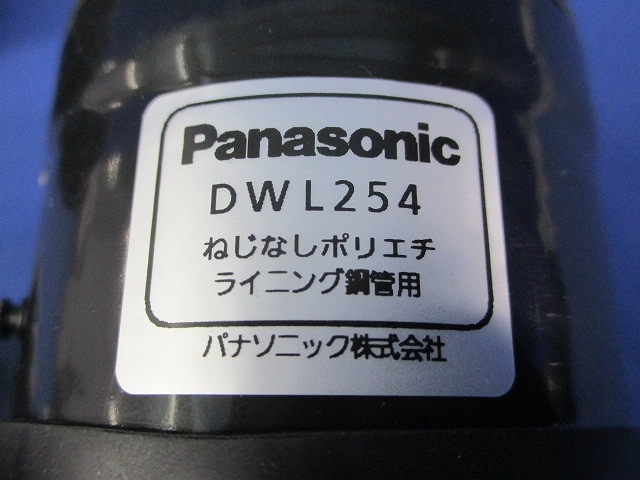 Panasonic
DWL254
ねじなしポリエチ
ライニング鋼管用
パナソニック株式会社